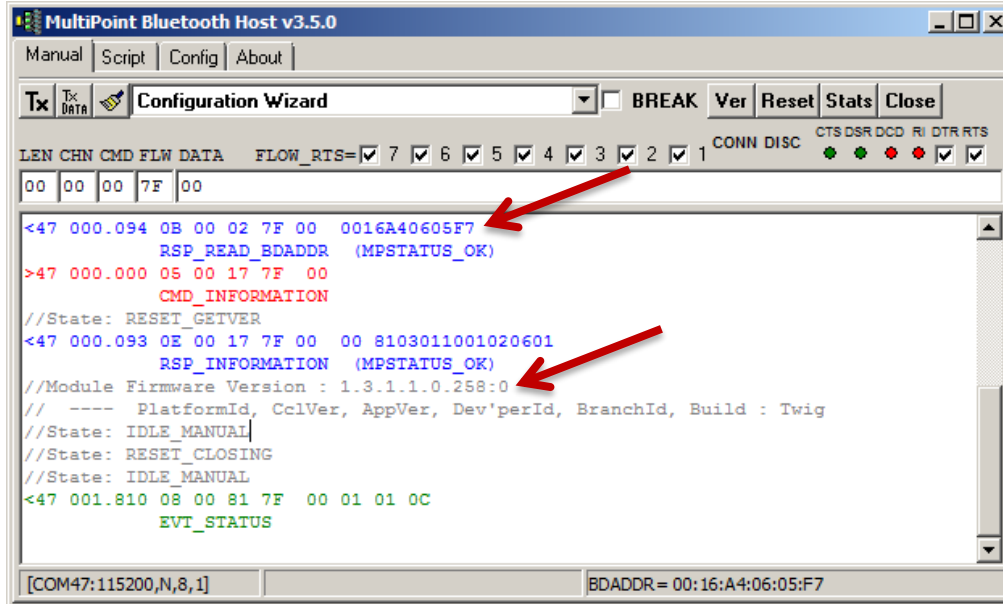 MultiPoint Bluetooth Host v3.5.0
Manual Script Config About
Tx Tx DATA Configuration Wizard BREAK Ver Reset Stats Close
LEN CHN CMD FLW DATA FLOW_RTS= 7 6 5 4 3 2 1 CONN DISC CTS DSR DCD RI DTR RTS
00 00 00 7F 00
<47 000.094 0B 00 02 7F 00 0016A40605F7
RSP_READ_BDADDR (MPSTATUS_OK)
>47 000.000 05 00 17 7F 00
CMD_INFORMATION
//State: RESET_GETVER
<47 000.093 0E 00 17 7F 00 00 8103011001020601
RSP_INFORMATION (MPSTATUS_OK)
//Module Firmware Version : 1.3.1.1.0.258:0
// ---- PlatformId, CclVer, AppVer, Dev'perId, BranchId, Build : Twig
//State: IDLE_MANUAL
//State: RESET_CLOSING
//State: IDLE_MANUAL
<47 001.810 08 00 81 7F 00 01 01 0C
EVT_STATUS
[COM47:115200,N,8,1] BDADDR= 00:16:A4:06:05:F7